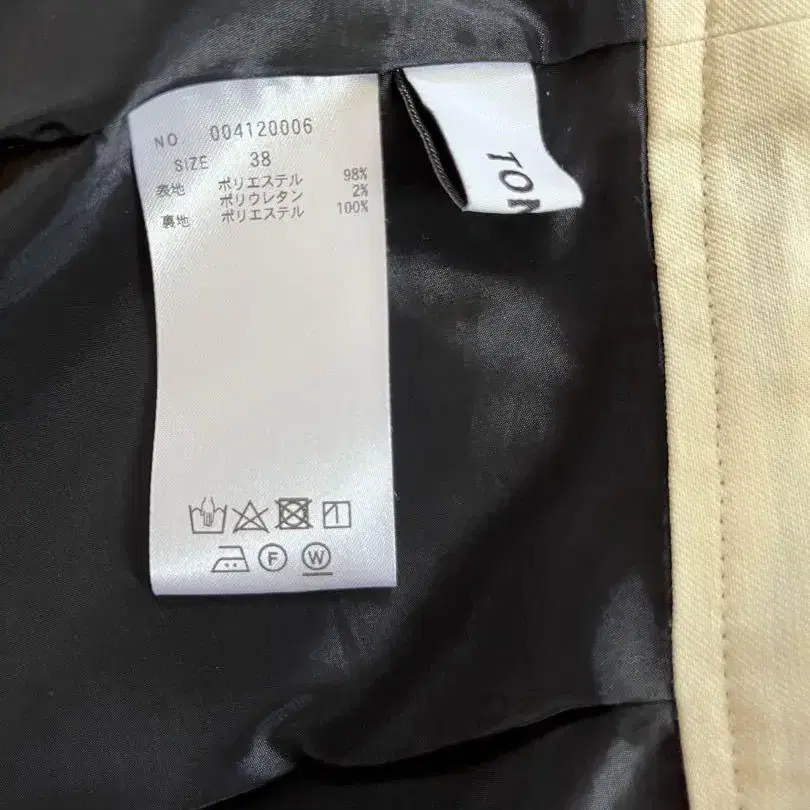 NO 004120006
SIZE 38
表地 ポリエステル 98%
ポリウレタン 2%
裏地 ポリエステル 100%
F W